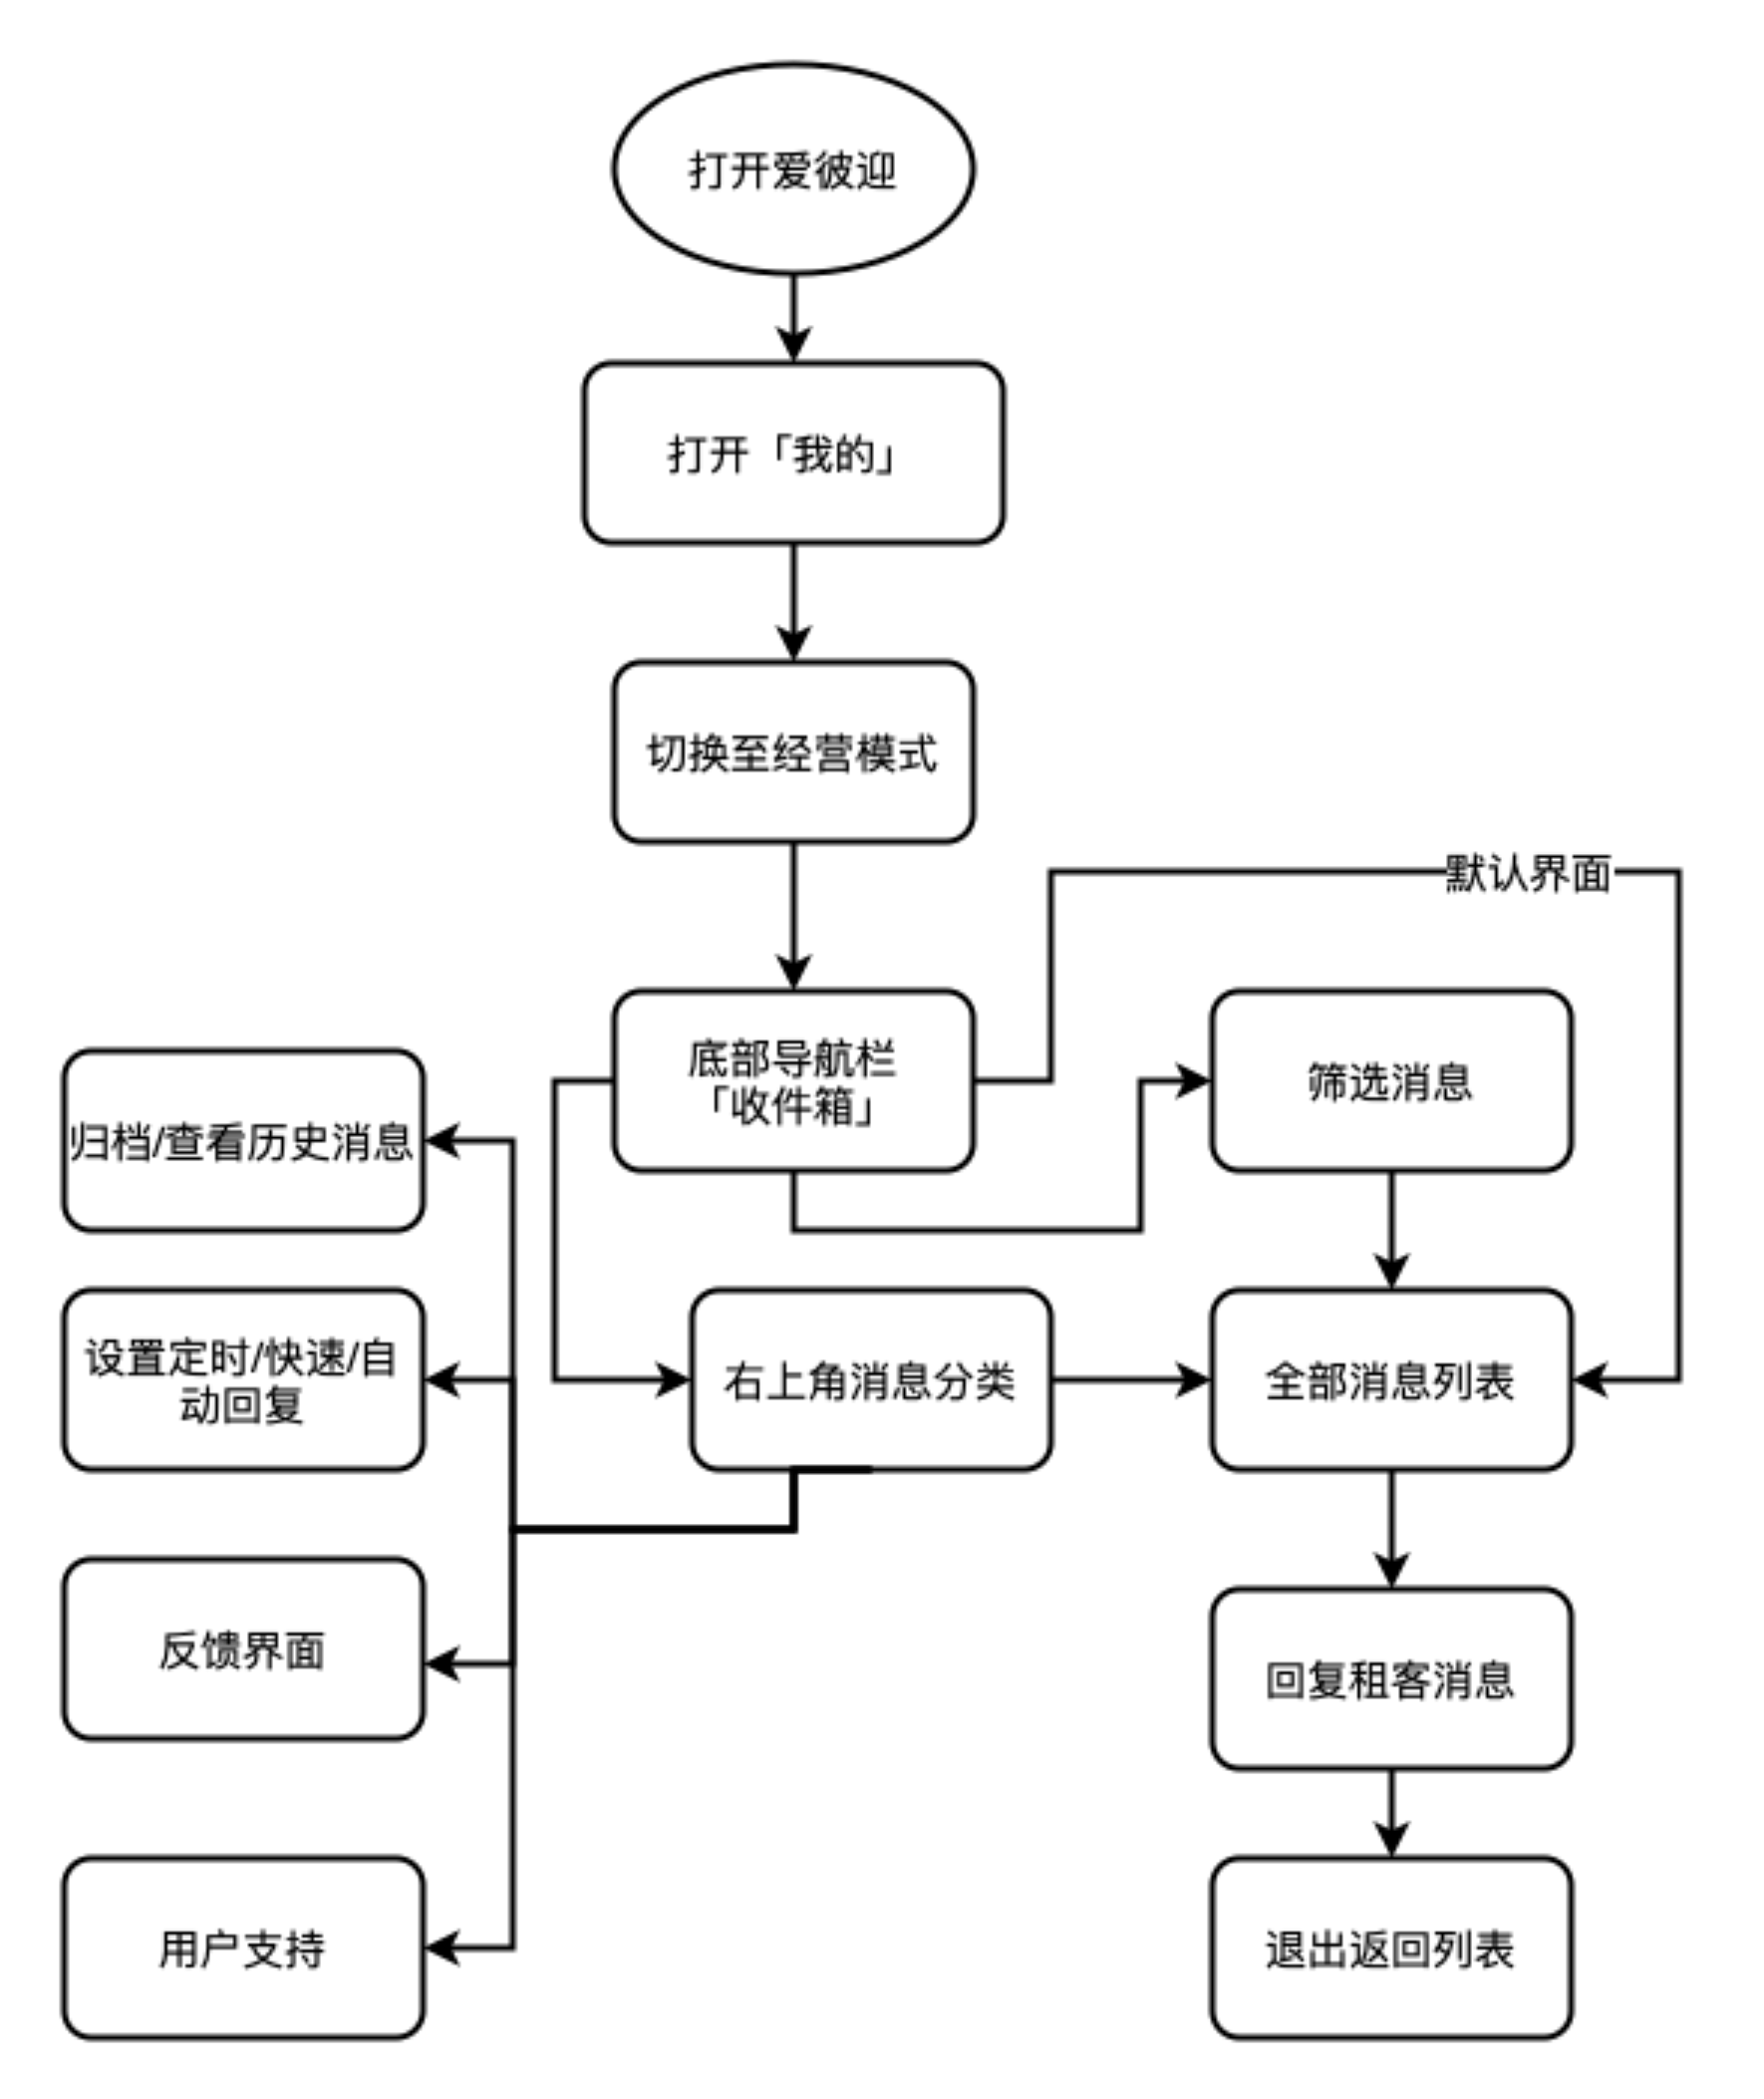 打开爱彼迎
打开「我的」
切换至经营模式
默认界面
底部导航栏
「收件箱」
筛选消息
归档/查看历史消息
设置定时/快速/自
动回复
右上角消息分类
全部消息列表
反馈界面
回复租客消息
用户支持
退出返回列表